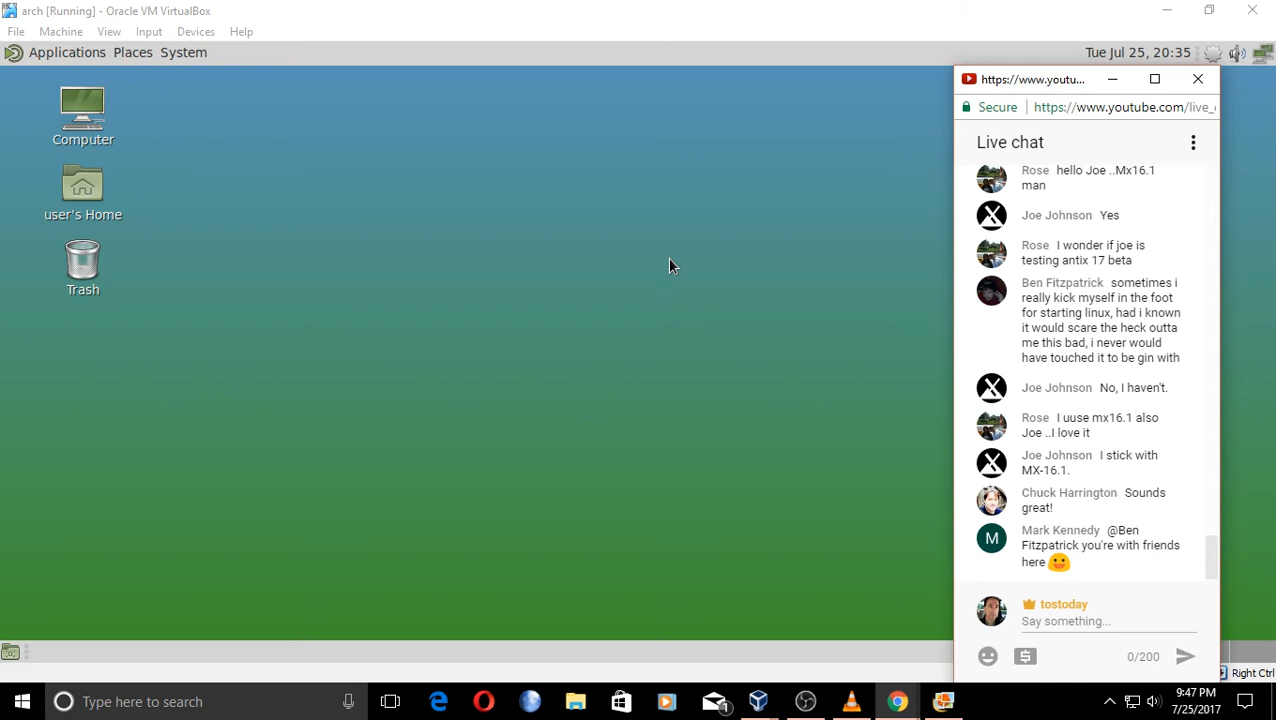 arch [Running] - Oracle VM VirtualBox
File Machine View Input Devices Help
Applications Places System
Tue Jul 25, 20:35
Computer
user's Home
Trash
https://www.youtu...
Secure
https://www.youtube.com/live_
Live chat
Rose hello Joe ..Mx16.1
man
Joe Johnson Yes
Rose I wonder if joe is
testing antix 17 beta
Ben Fitzpatrick sometimes i
really kick myself in the foot
for starting linux, had i known
it would scare the heck outta
me this bad, i never would
have touched it to be gin with
Joe Johnson No, I haven't.
Rose I uuse mx16.1 also
Joe ..I love it
Joe Johnson I stick with
MX-16.1.
Chuck Harrington Sounds
great!
M
Mark Kennedy @Ben
Fitzpatrick you're with friends
here
tostoday
Say something...
0/200
Right Ctrl
Type here to search
1
9:47 PM
7/25/2017